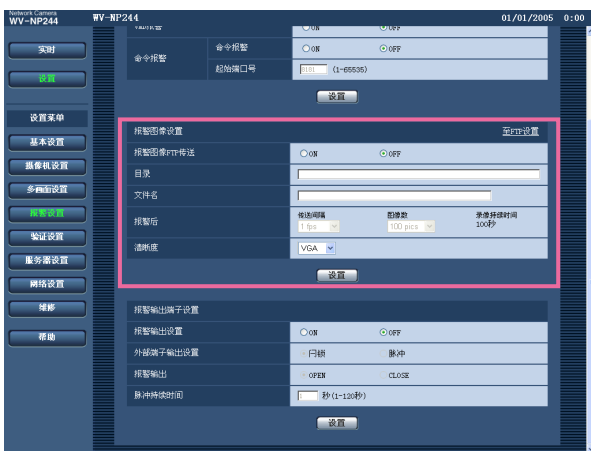 Network Camera
WV-NP244
WV-NP244 01/01/2005 0:00
实时
设置
设置菜单
基本设置
摄像机设置
多画面设置
报警设置
验证设置
服务器设置
网络设置
维修
帮助
VMD报警 ON OFF
命令报警 命令报警 ON OFF
起始端口号 8181 (1-65535)
设置
报警图像设置 至FTP设置
报警图像FTP传送 ON OFF
目录
文件名
报警后 传送间隔 图像数 录像持续时间
1 fps 100 pics 100秒
清晰度 VGA
设置
报警输出端子设置
报警输出设置 ON OFF
外部端子输出设置 闩锁 脉冲
报警输出 OPEN CLOSE
脉冲持续时间 1 秒(1-120秒)
设置